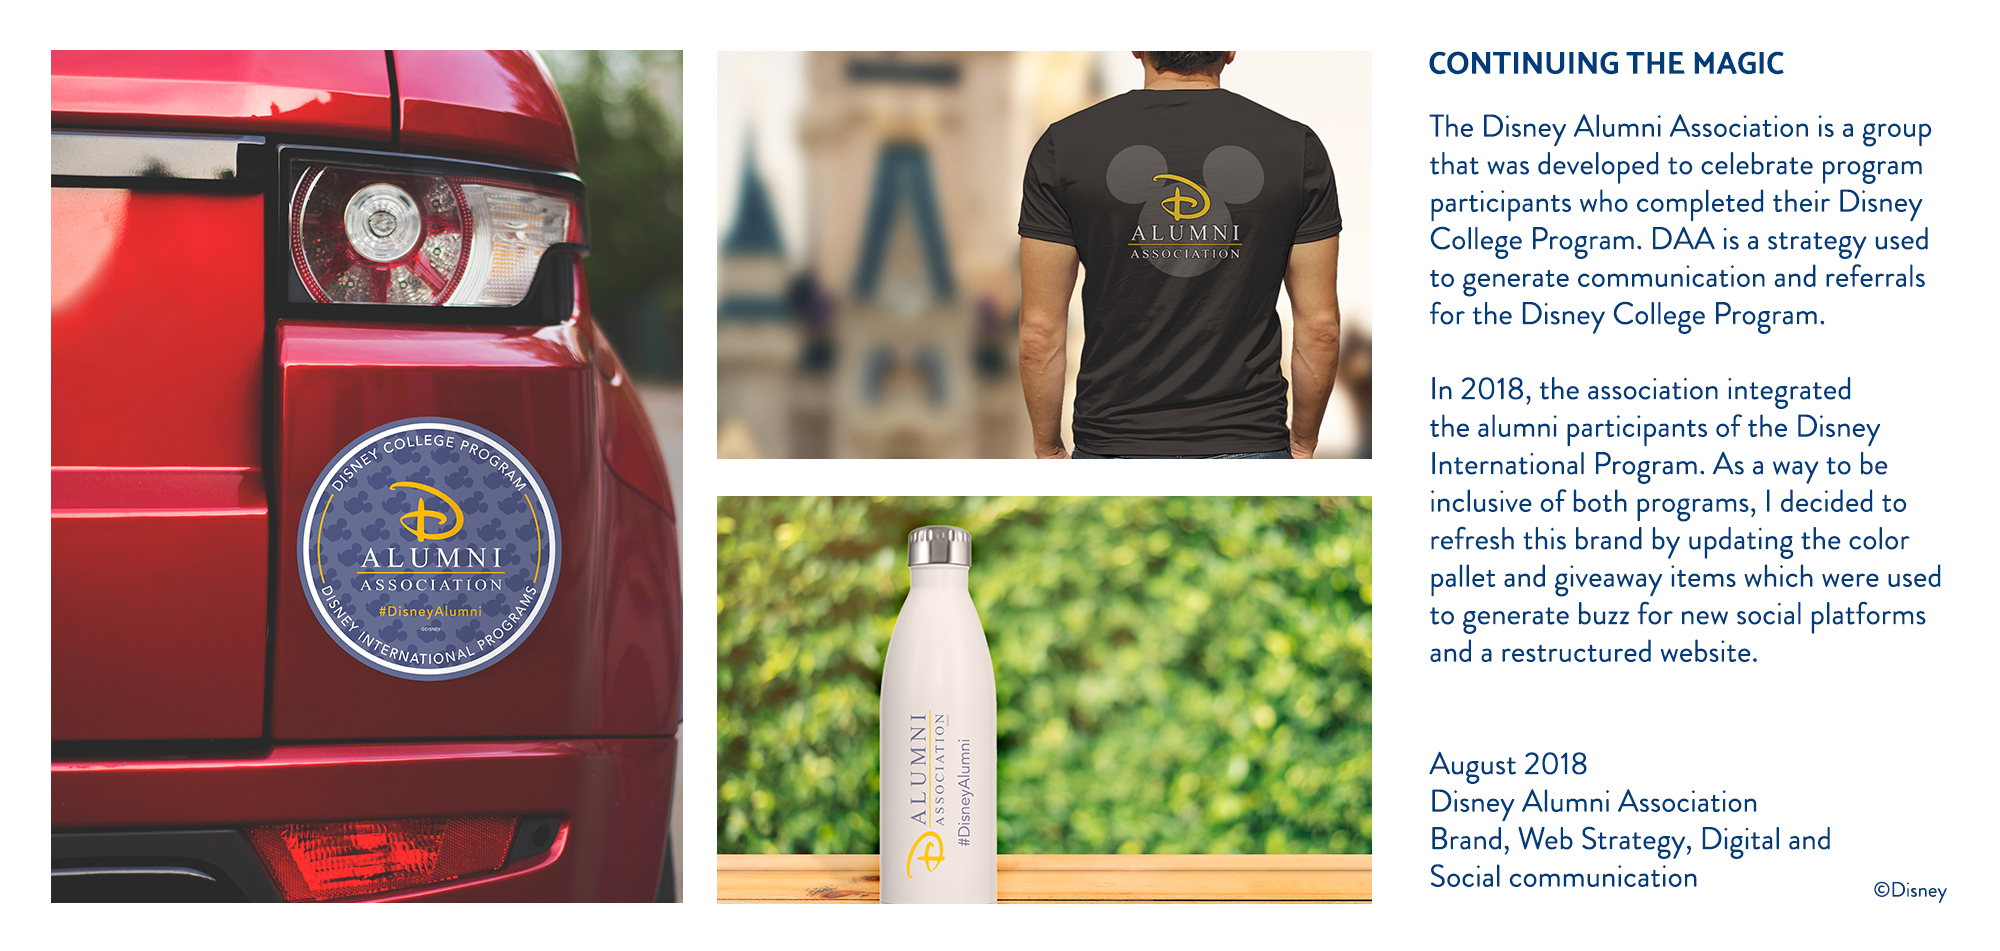 DISNEY COLLEGE PROGRAM
D
ALUMNI
ASSOCIATION
#DisneyAlumni
©DISNEY
DISNEY INTERNATIONAL PROGRAMS
D
ALUMNI
ASSOCIATION
D ALUMNI
ASSOCIATION
#DisneyAlumni
CONTINUING THE MAGIC
The Disney Alumni Association is a group
that was developed to celebrate program
participants who completed their Disney
College Program. DAA is a strategy used
to generate communication and referrals
for the Disney College Program.
In 2018, the association integrated
the alumni participants of the Disney
International Program. As a way to be
inclusive of both programs, I decided to
refresh this brand by updating the color
pallet and giveaway items which were used
to generate buzz for new social platforms
and a restructured website.
August 2018
Disney Alumni Association
Brand, Web Strategy, Digital and
Social communication
©Disney